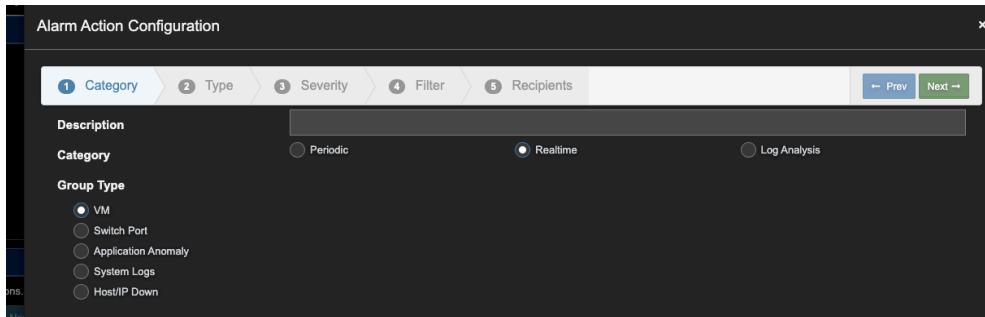 Alarm Action Configuration
×
1 Category 2 Type 3 Severity 4 Filter 5 Recipients ← Prev Next →
Description
Category Periodic Realtime Log Analysis
Group Type
VM
Switch Port
Application Anomaly
System Logs
ons. Host/IP Down